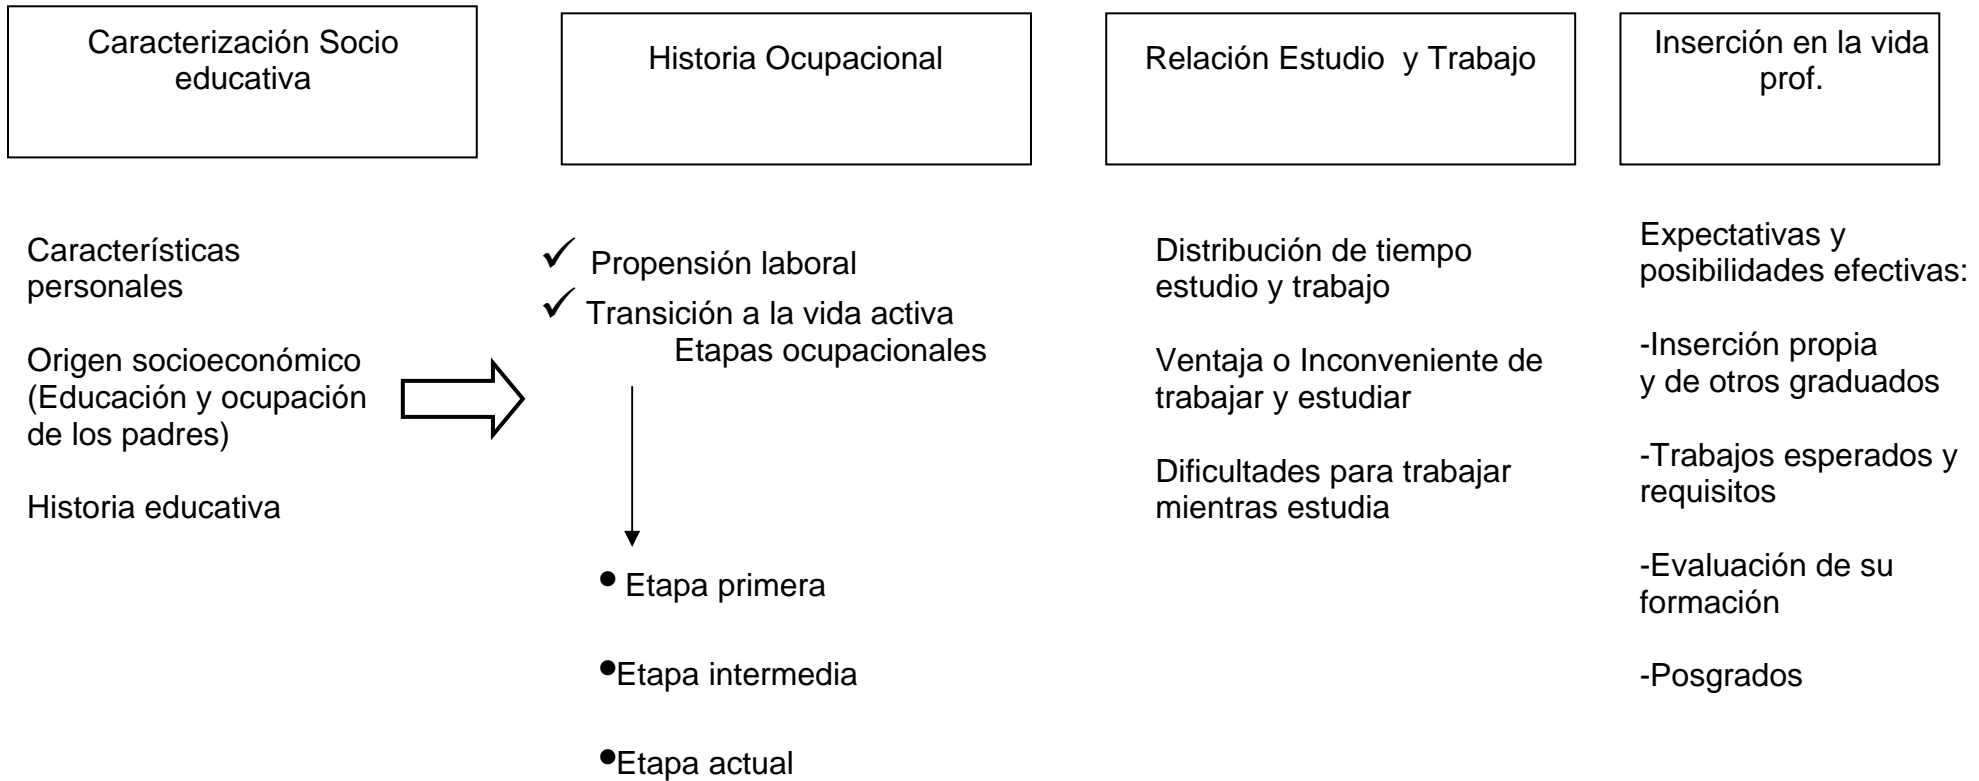 Caracterización Socio
educativa
Historia Ocupacional
Relación Estudio y Trabajo
Inserción en la vida
prof.
Características
personales
Origen socioeconómico
(Educación y ocupación
de los padres)
Historia educativa
✓ Propensión laboral
✓ Transición a la vida activa
Etapas ocupacionales
• Etapa primera
•Etapa intermedia
•Etapa actual
Distribución de tiempo
estudio y trabajo
Ventaja o Inconveniente de
trabajar y estudiar
Dificultades para trabajar
mientras estudia
Expectativas y
posibilidades efectivas:
-Inserción propia
y de otros graduados
-Trabajos esperados y
requisitos
-Evaluación de su
formación
-Posgrados